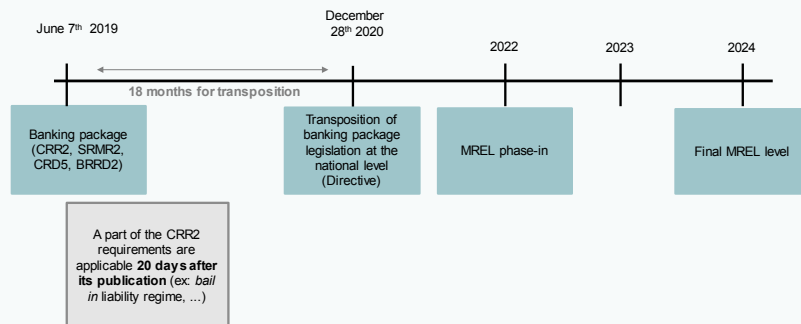 June 7th 2019
December
28th 2020
2022
2023
2024
18 months for transposition
Banking package
(CRR2, SRMR2,
CRD5, BRRD2)
Transposition of
banking package
legislation at the
national level
(Directive)
MREL phase-in
Final MREL level
A part of the CRR2
requirements are
applicable 20 days after
its publication (ex: bail
in liability regime, ...)